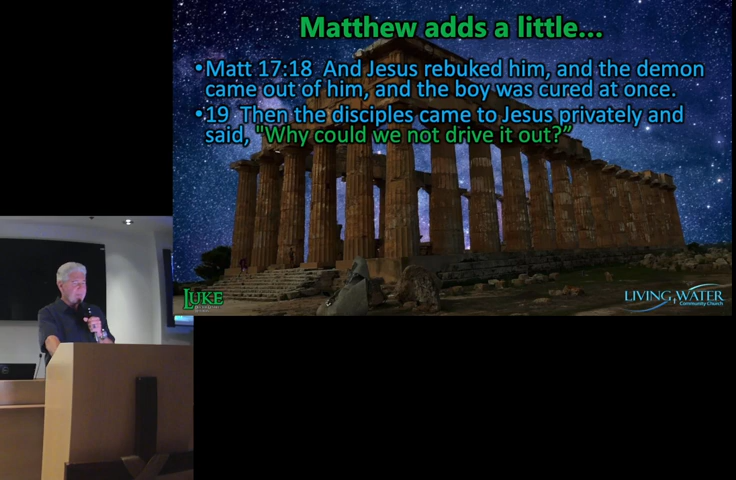 Matthew adds a little...
•Matt 17:18 And Jesus rebuked him, and the demon
came out of him, and the boy was cured at once.
•19 Then the disciples came to Jesus privately and
said, "Why could we not drive it out?”
LUKE
LIVING WATER
Community Church